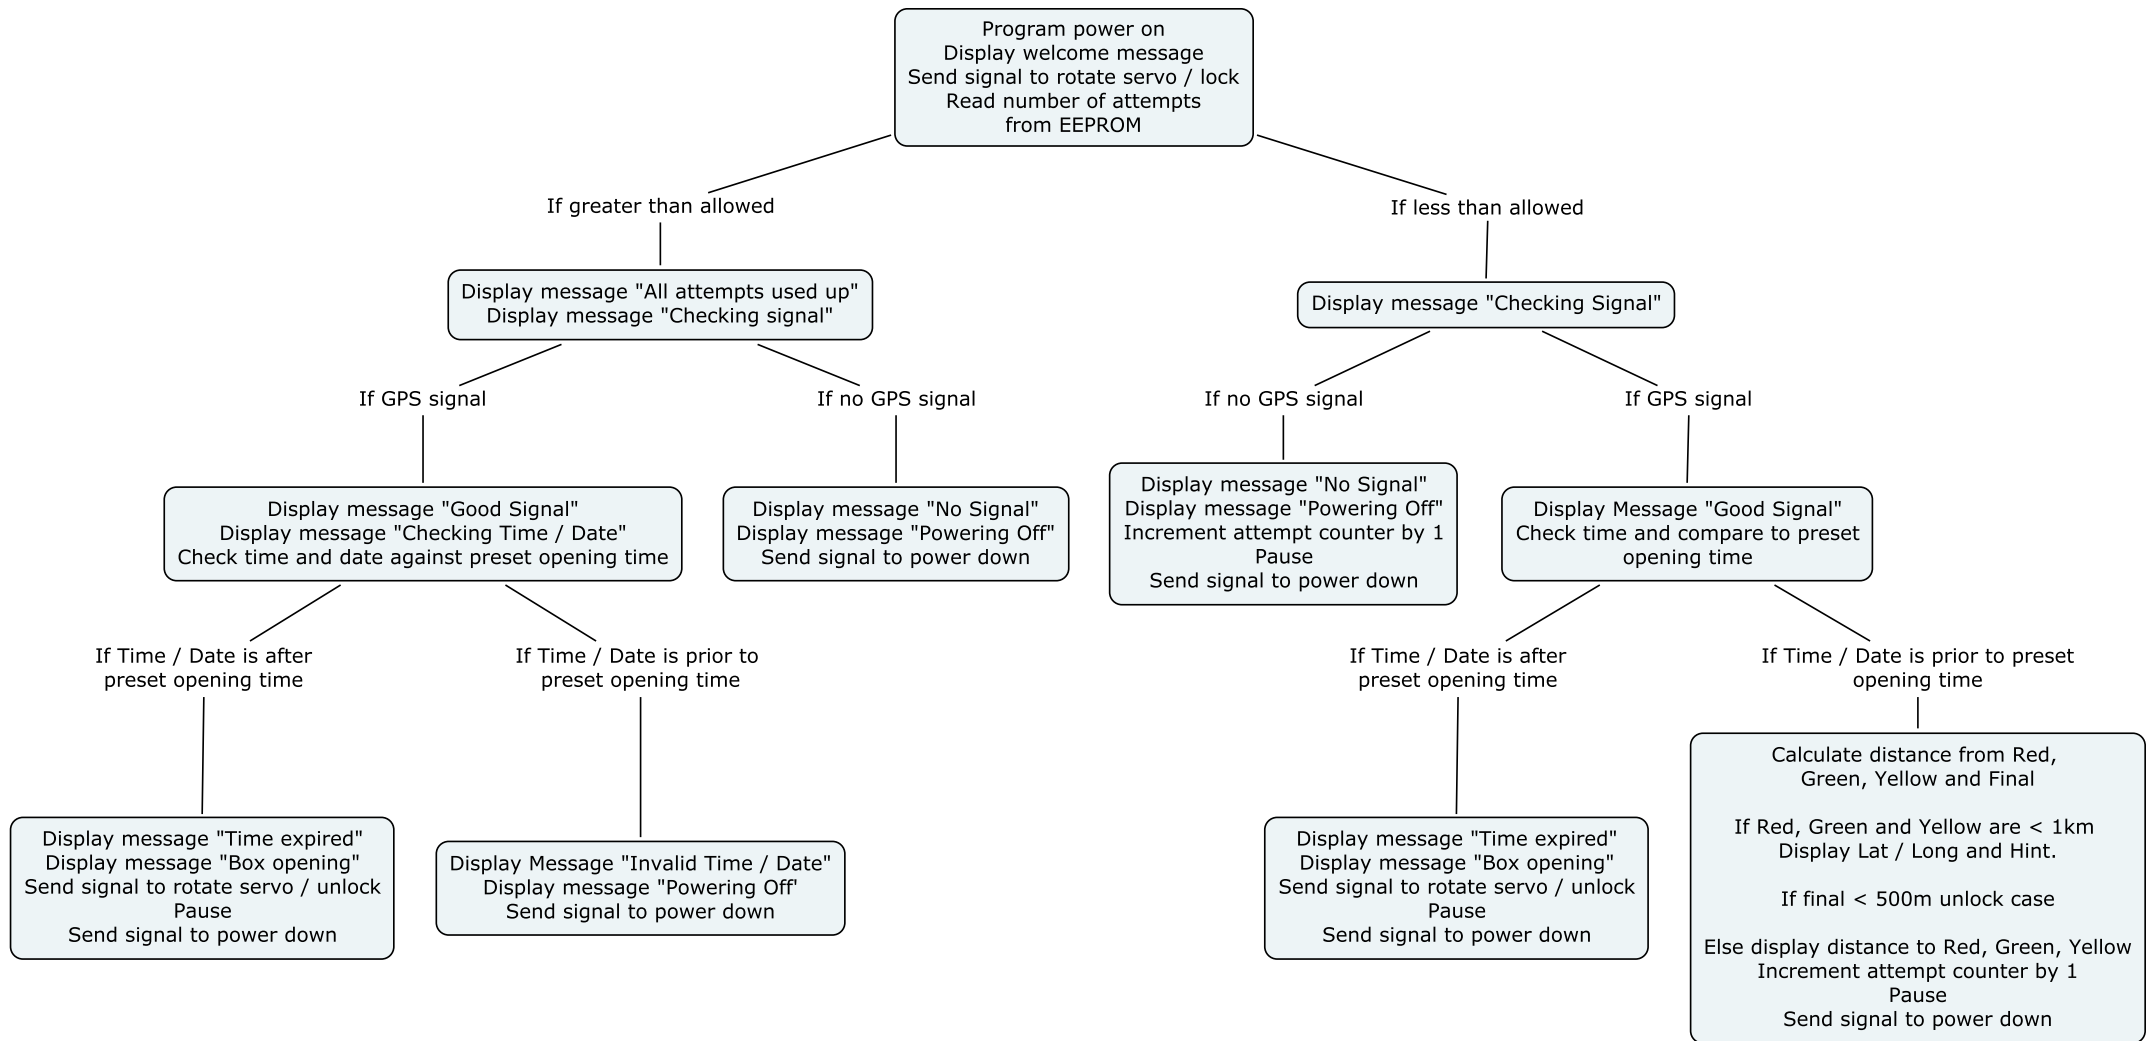 Program power on
Display welcome message
Send signal to rotate servo / lock
Read number of attempts
from EEPROM
If greater than allowed
If less than allowed
Display message "All attempts used up"
Display message "Checking signal"
Display message "Checking Signal"
If GPS signal
If no GPS signal
If no GPS signal
If GPS signal
Display message "Good Signal"
Display message "Checking Time / Date"
Check time and date against preset opening time
Display message "No Signal"
Display message "Powering Off"
Send signal to power down
Display message "No Signal"
Display message "Powering Off"
Increment attempt counter by 1
Pause
Send signal to power down
Display Message "Good Signal"
Check time and compare to preset
opening time
If Time / Date is after
preset opening time
If Time / Date is prior to
preset opening time
If Time / Date is after
preset opening time
If Time / Date is prior to preset
opening time
Display message "Time expired"
Display message "Box opening"
Send signal to rotate servo / unlock
Pause
Send signal to power down
Display Message "Invalid Time / Date"
Display message "Powering Off'
Send signal to power down
Display message "Time expired"
Display message "Box opening"
Send signal to rotate servo / unlock
Pause
Send signal to power down
Calculate distance from Red,
Green, Yellow and Final
If Red, Green and Yellow are < 1km
Display Lat / Long and Hint.
If final < 500m unlock case
Else display distance to Red, Green, Yellow
Increment attempt counter by 1
Pause
Send signal to power down